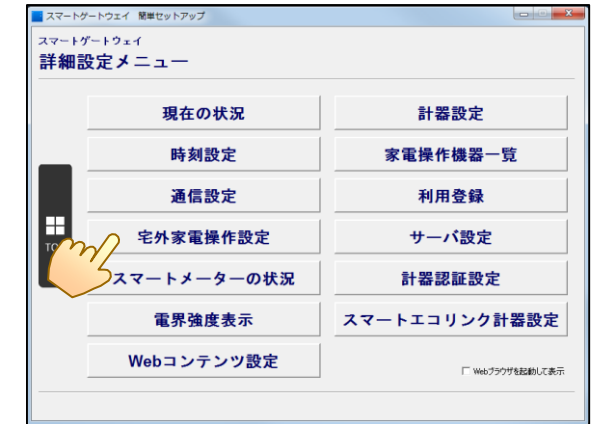 スマートゲートウェイ 簡単セットアップ
スマートゲートウェイ
詳細設定メニュー
現在の状況
計器設定
時刻設定
家電操作機器一覧
通信設定
利用登録
宅外家電操作設定
サーバ設定
スマートメーターの状況
計器認証設定
電界強度表示
スマートエコリンク計器設定
Webコンテンツ設定
Webブラウザを起動して表示